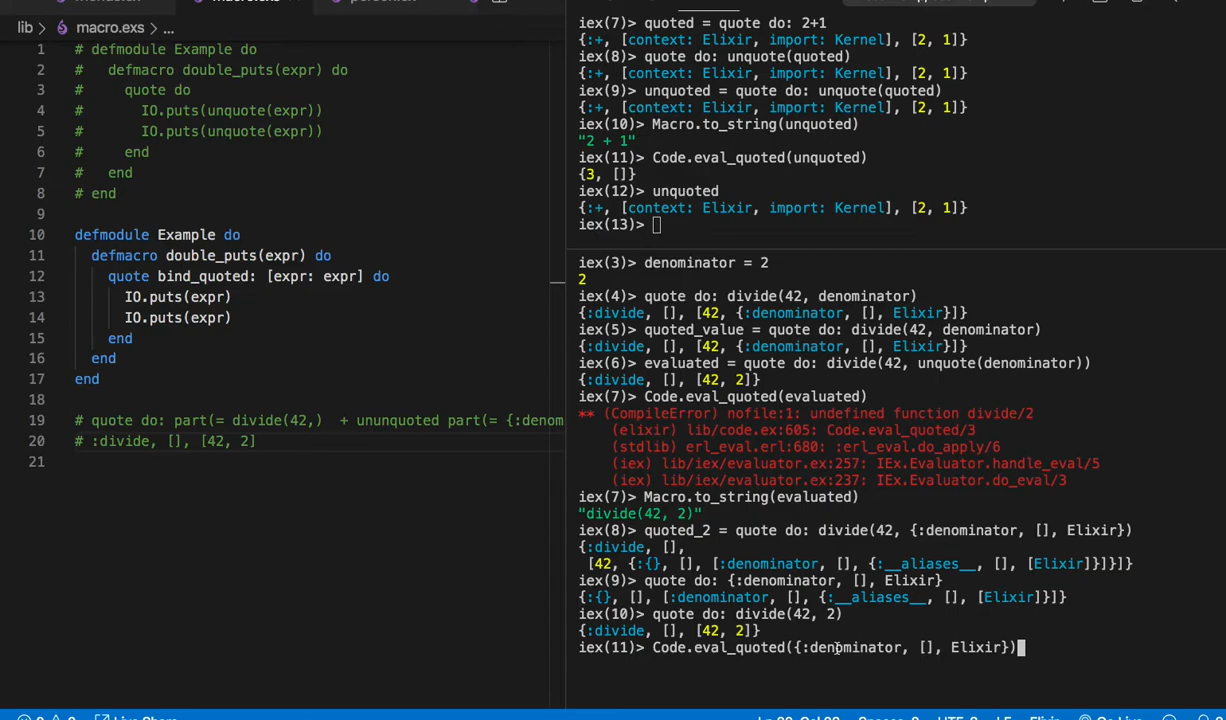 macro.exs
lib > macro.exs > ...
1 # defmodule Example do
2 #   defmacro double_puts(expr) do
3 #     quote do
4 #       IO.puts(unquote(expr))
5 #       IO.puts(unquote(expr))
6 #     end
7 #   end
8 # end
9
10 defmodule Example do
11   defmacro double_puts(expr) do
12     quote bind_quoted: [expr: expr] do
13       IO.puts(expr)
14       IO.puts(expr)
15     end
16   end
17 end
18
19 # quote do: part(= divide(42,)  + ununquoted part(= {:denom
20 # :divide, [], [42, 2]
21
iex(7)> quoted = quote do: 2+1
{:+, [context: Elixir, import: Kernel], [2, 1]}
iex(8)> quote do: unquote(quoted)
{:+, [context: Elixir, import: Kernel], [2, 1]}
iex(9)> unquoted = quote do: unquote(quoted)
{:+, [context: Elixir, import: Kernel], [2, 1]}
iex(10)> Macro.to_string(unquoted)
"2 + 1"
iex(11)> Code.eval_quoted(unquoted)
{3, []}
iex(12)> unquoted
{:+, [context: Elixir, import: Kernel], [2, 1]}
iex(13)>
iex(3)> denominator = 2
2
iex(4)> quote do: divide(42, denominator)
{:divide, [], [42, {:denominator, [], Elixir}]}
iex(5)> quoted_value = quote do: divide(42, denominator)
{:divide, [], [42, {:denominator, [], Elixir}]}
iex(6)> evaluated = quote do: divide(42, unquote(denominator))
{:divide, [], [42, 2]}
iex(7)> Code.eval_quoted(evaluated)
** (CompileError) nofile:1: undefined function divide/2
    (elixir) lib/code.ex:605: Code.eval_quoted/3
    (stdlib) erl_eval.erl:680: :erl_eval.do_apply/6
    (iex) lib/iex/evaluator.ex:257: IEx.Evaluator.handle_eval/5
    (iex) lib/iex/evaluator.ex:237: IEx.Evaluator.do_eval/3
iex(7)> Macro.to_string(evaluated)
"divide(42, 2)"
iex(8)> quoted_2 = quote do: divide(42, {:denominator, [], Elixir})
{:divide, [],
 [42, {:{}, [], [:denominator, [], {:__aliases__, [], [Elixir]}]}]}
iex(9)> quote do: {:denominator, [], Elixir}
{:{}, [], [:denominator, [], {:__aliases__, [], [Elixir]}]}
iex(10)> quote do: divide(42, 2)
{:divide, [], [42, 2]}
iex(11)> Code.eval_quoted({:denominator, [], Elixir})
Live Share